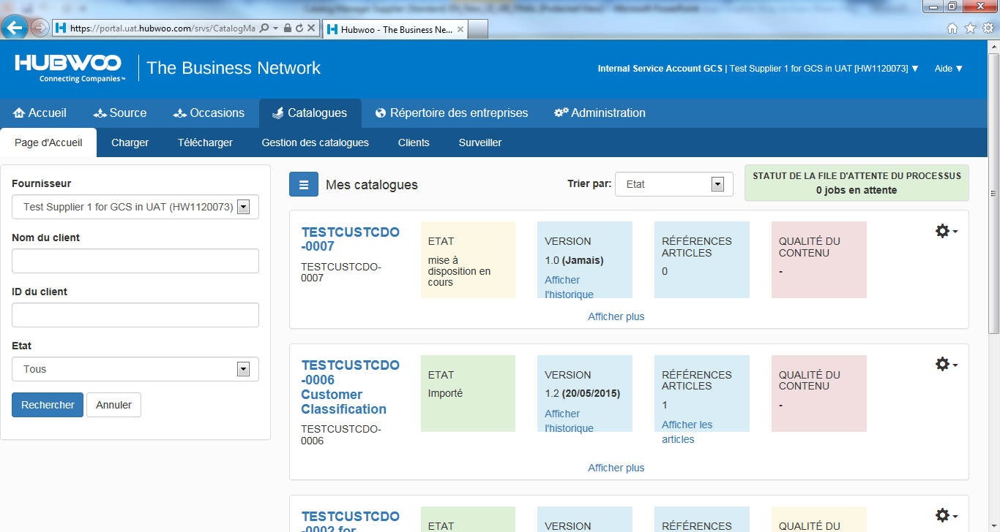 https://portal.uat.hubwoo.com/srvs/CatalogMa
Hubwoo - The Business Ne...
HUBWOO
Connecting Companies™
The Business Network
Internal Service Account GCS | Test Supplier 1 for GCS in UAT [HW1120073] ▼ Aide ▼
Accueil Source Occasions Catalogues Répertoire des entreprises Administration
Page d'Accueil Charger Télécharger Gestion des catalogues Clients Surveiller
Fournisseur
Test Supplier 1 for GCS in UAT (HW1120073)
Nom du client
ID du client
Etat
Tous
Rechercher Annuler
Mes catalogues
Trier par: Etat
STATUT DE LA FILE D'ATTENTE DU PROCESSUS
0 jobs en attente
TESTCUSTCDO
-0007
TESTCUSTCDO-
0007
ETAT
mise à
disposition en
cours
VERSION
1.0 (Jamais)
Afficher
l'historique
RÉFÉRENCES
ARTICLES
0
QUALITÉ DU
CONTENU
-
Afficher plus
TESTCUSTCDO
-0006
Customer
Classification
TESTCUSTCDO-
0006
ETAT
Importé
VERSION
1.2 (20/05/2015)
Afficher
l'historique
RÉFÉRENCES
ARTICLES
1
Afficher les
articles
QUALITÉ DU
CONTENU
-
Afficher plus
TESTCUSTCDO
-0002 for
ETAT
VERSION
RÉFÉRENCES
QUALITÉ DU